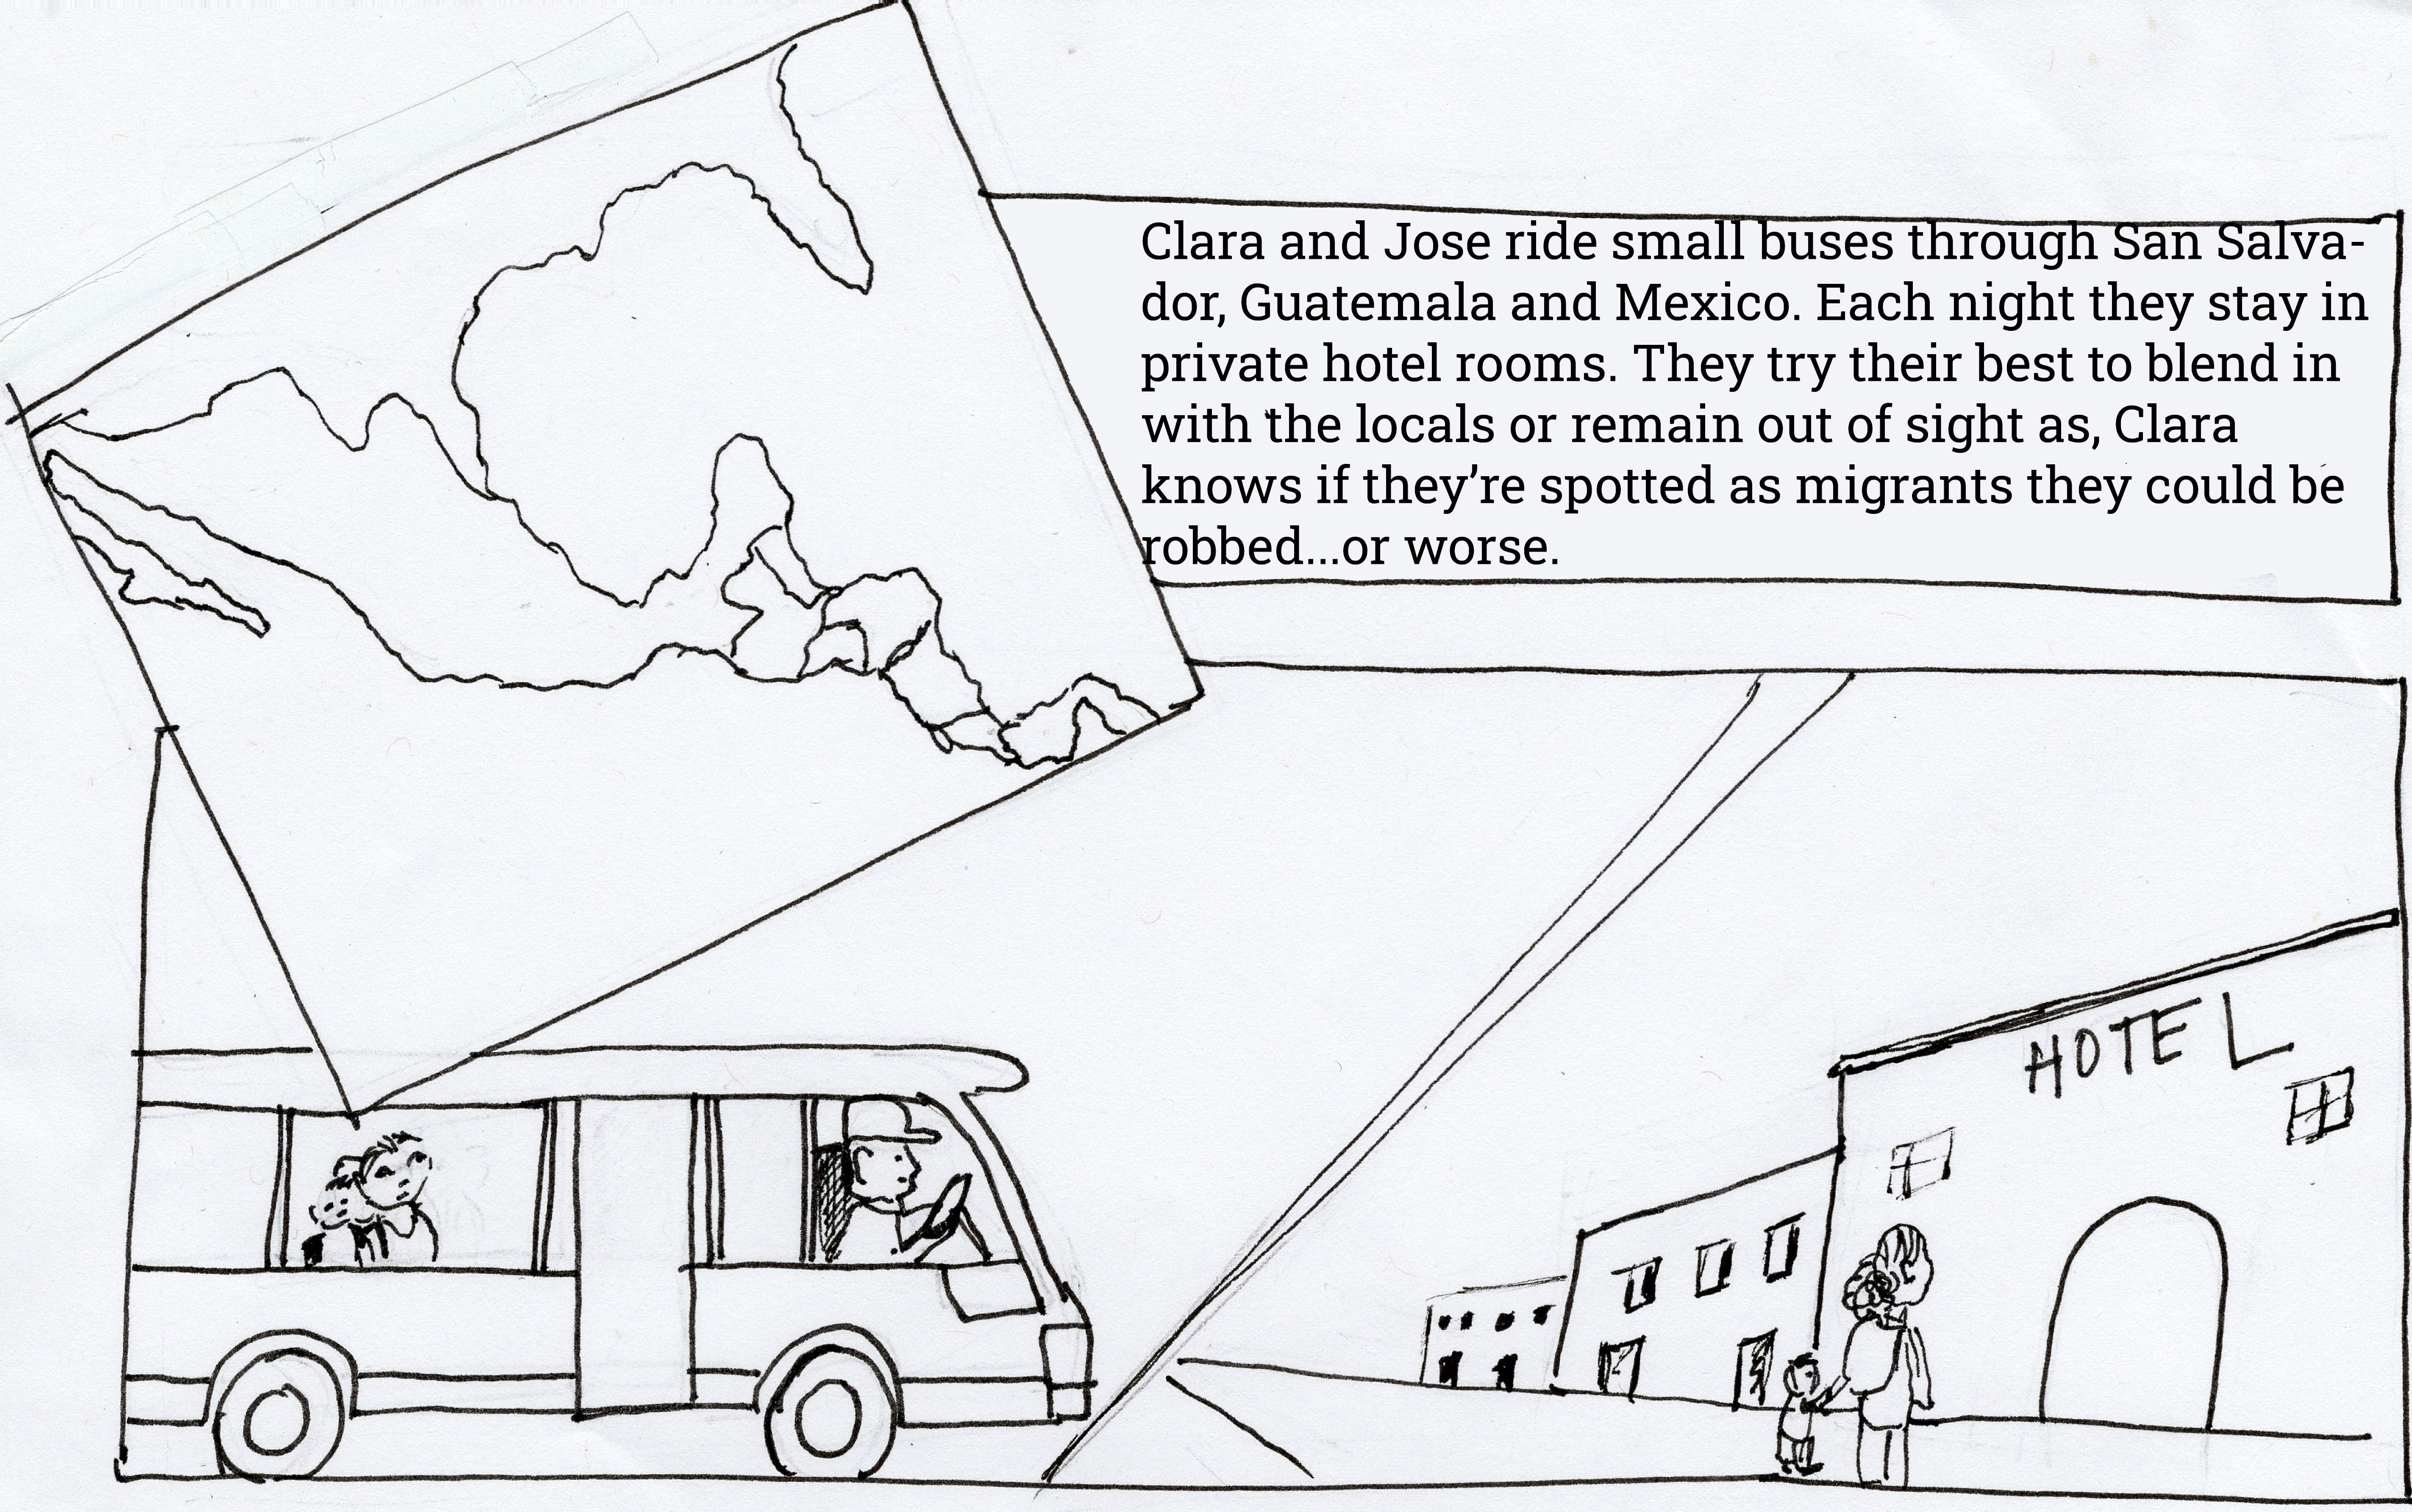 Clara and Jose ride small buses through San Salva-
dor, Guatemala and Mexico. Each night they stay in
private hotel rooms. They try their best to blend in
with the locals or remain out of sight as, Clara
knows if they’re spotted as migrants they could be
robbed...or worse.
HOTEL